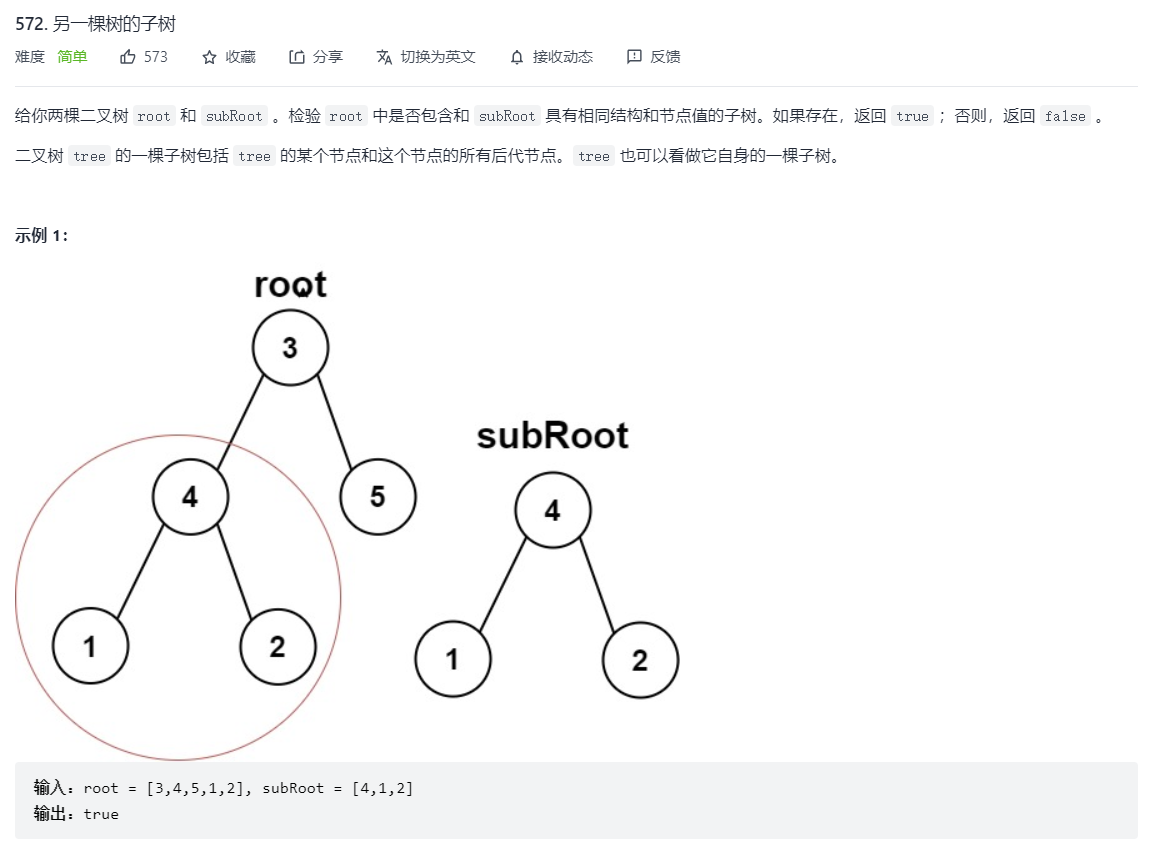 572. 另一棵树的子树
难度 简单 573 收藏 分享 切换为英文 接收动态 反馈
给你两棵二叉树 root 和 subRoot 。检验 root 中是否包含和 subRoot 具有相同结构和节点值的子树。如果存在，返回 true ；否则，返回 false 。
二叉树 tree 的一棵子树包括 tree 的某个节点和这个节点的所有后代节点。tree 也可以看做它自身的一棵子树。
示例 1：
root
3
subRoot
4 5
4
1 2
1 2
输入：root = [3,4,5,1,2], subRoot = [4,1,2]
输出：true